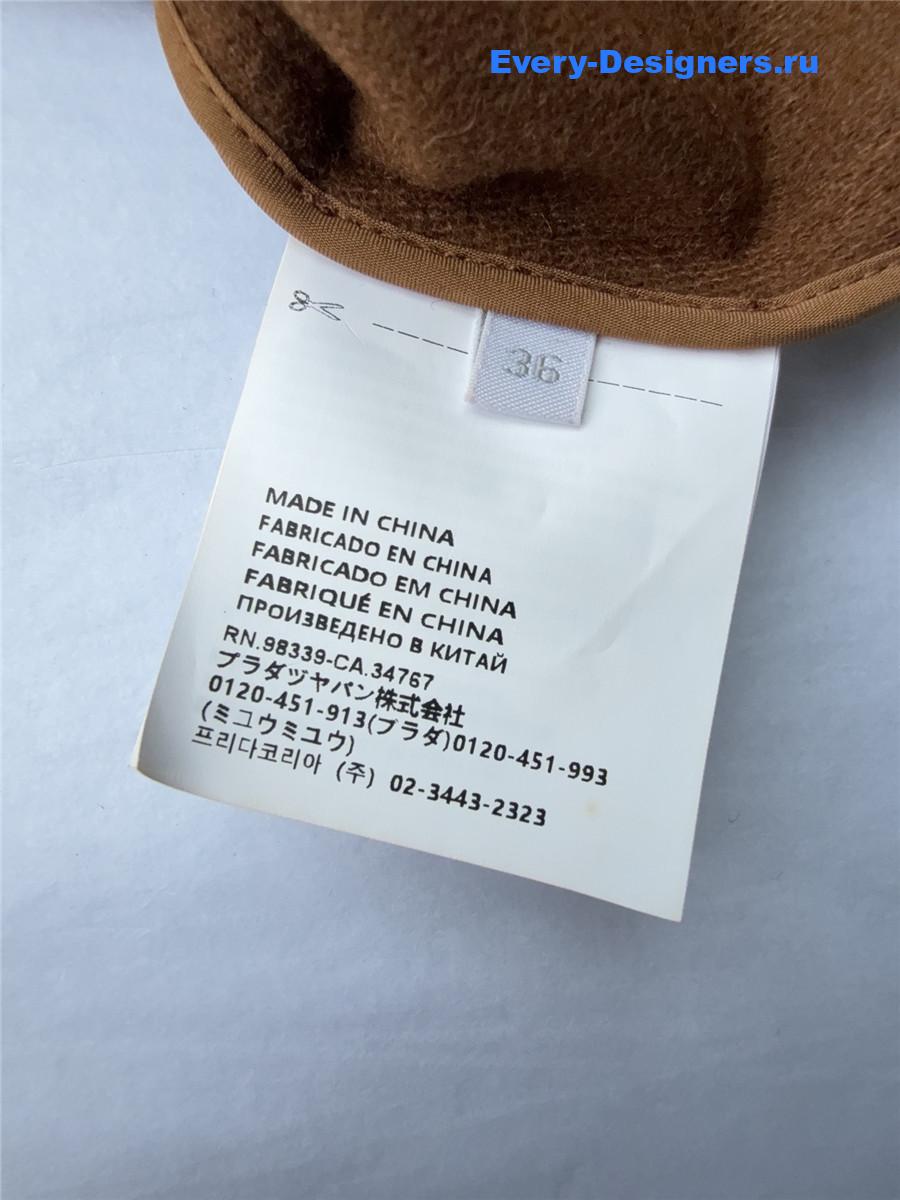 Every-Designers.ru
36
MADE IN CHINA
FABRICADO EN CHINA
FABRICADO EM CHINA
FABRIQUÉ EN CHINA
ПРОИЗВЕДЕНО В КИТАЙ
RN.98339-CA.34767
プラダヅヤパン株式会社
0120-451-913(プラダ)0120-451-993
(ミユウミユウ)
프리다코리아 (주) 02-3443-2323